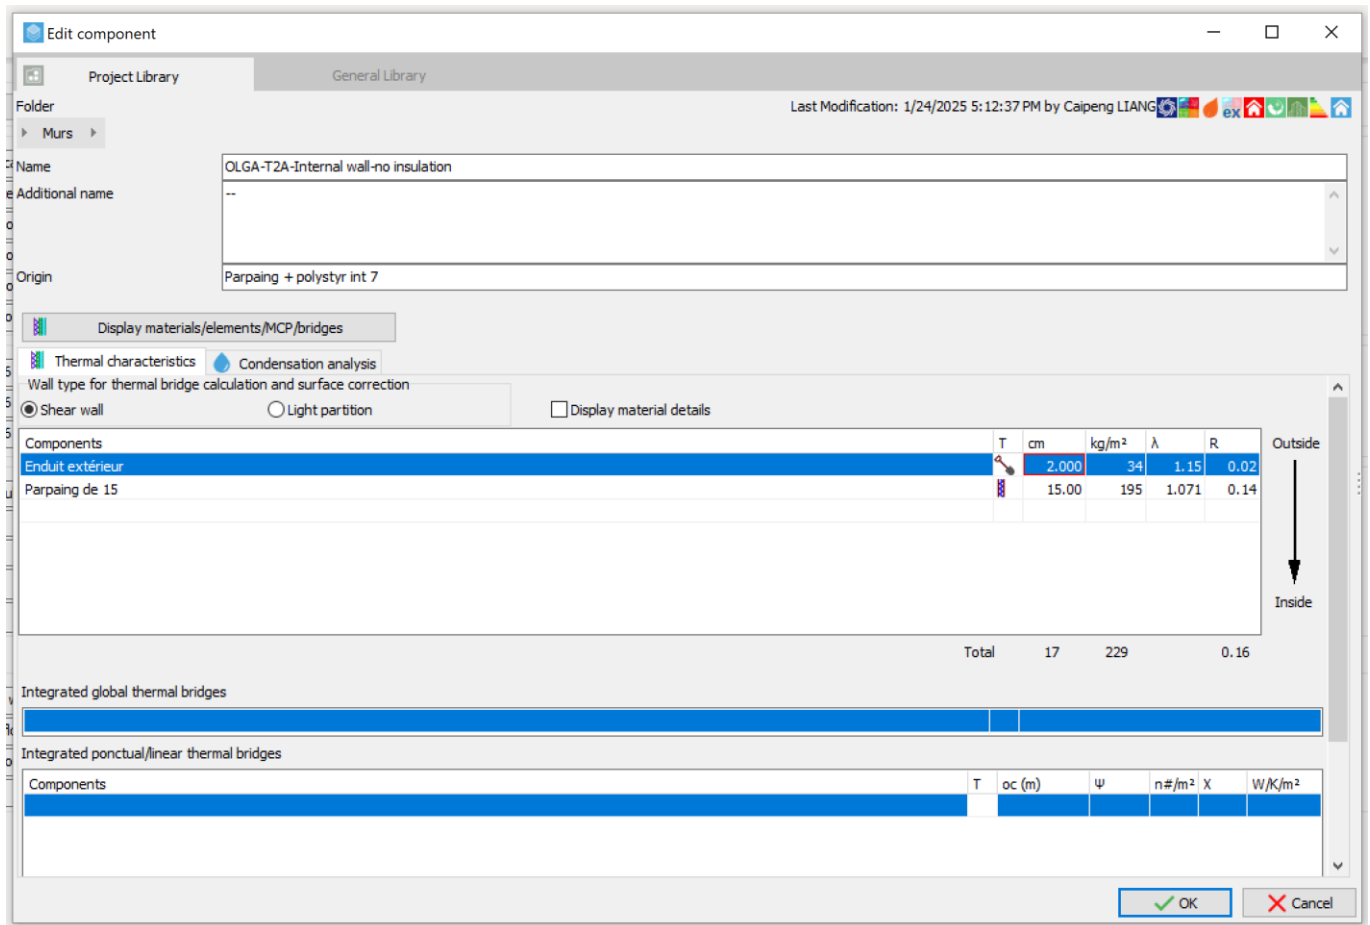 Edit component
Project Library General Library
Folder Last Modification: 1/24/2025 5:12:37 PM by Caipeng LIANG ex
Murs
Name OLGA-T2A-Internal wall-no insulation
Additional name --
Origin Parpaing + polystyr int 7
Display materials/elements/MCP/bridges
Thermal characteristics Condensation analysis
Wall type for thermal bridge calculation and surface correction
Shear wall Light partition Display material details
Components T cm kg/m² λ R Outside
Enduit extérieur 2.000 34 1.15 0.02
Parpaing de 15 15.00 195 1.071 0.14
Inside
Total 17 229 0.16
Integrated global thermal bridges
Integrated ponctual/linear thermal bridges
Components T oc (m) Ψ n#/m² X W/K/m²
OK Cancel